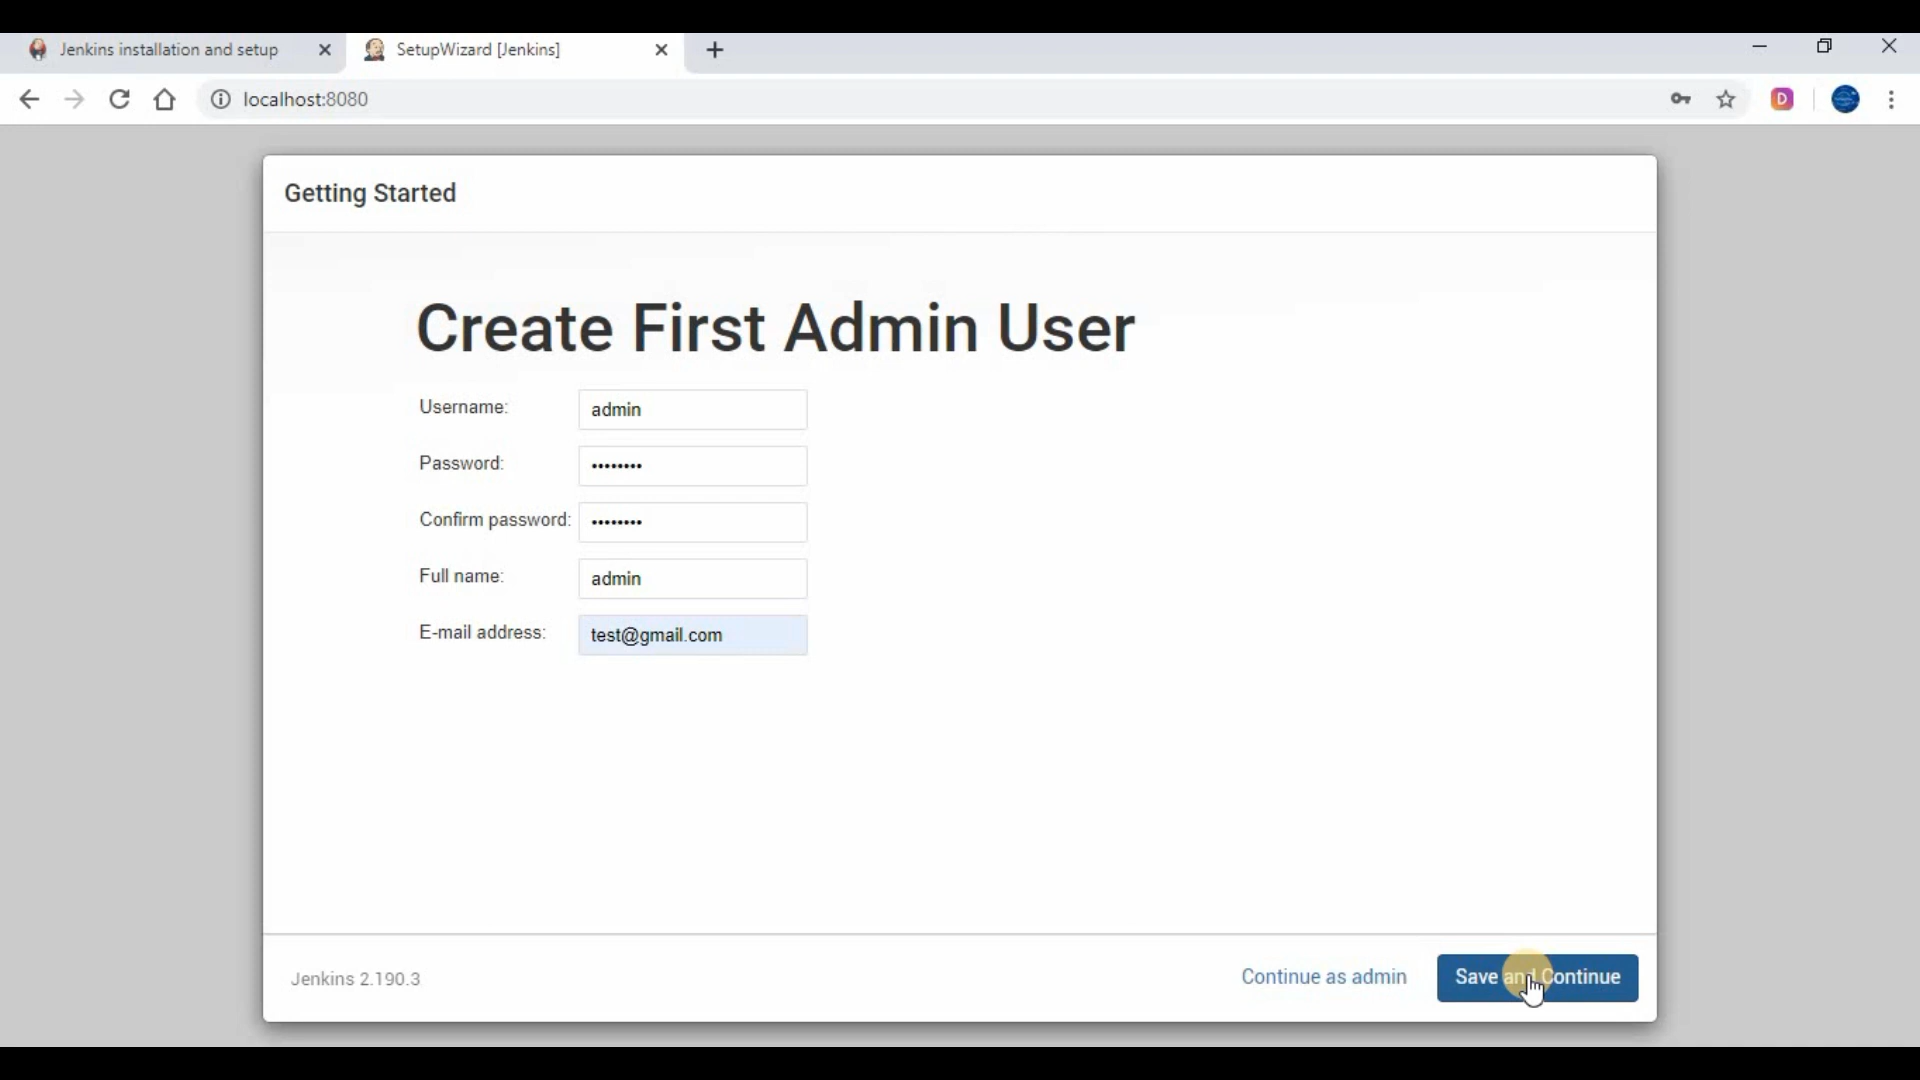 Jenkins installation and setup
SetupWizard [Jenkins]
localhost:8080
D
Getting Started
Create First Admin User
Username: admin
Password: ••••••••
Confirm password: ••••••••
Full name: admin
E-mail address: test@gmail.com
Jenkins 2.190.3
Continue as admin
Save and Continue